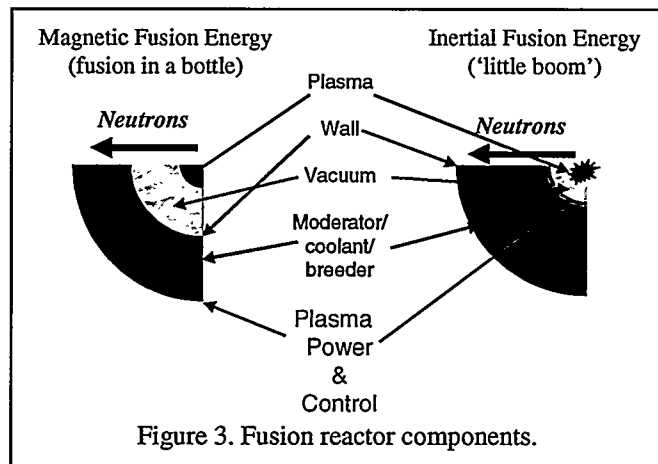 Magnetic Fusion Energy
(fusion in a bottle)
Inertial Fusion Energy
('little boom')
Plasma
Neutrons
Wall
Neutrons
Vacuum
Moderator/
coolant/
breeder
Plasma
Power
&
Control
Figure 3. Fusion reactor components.